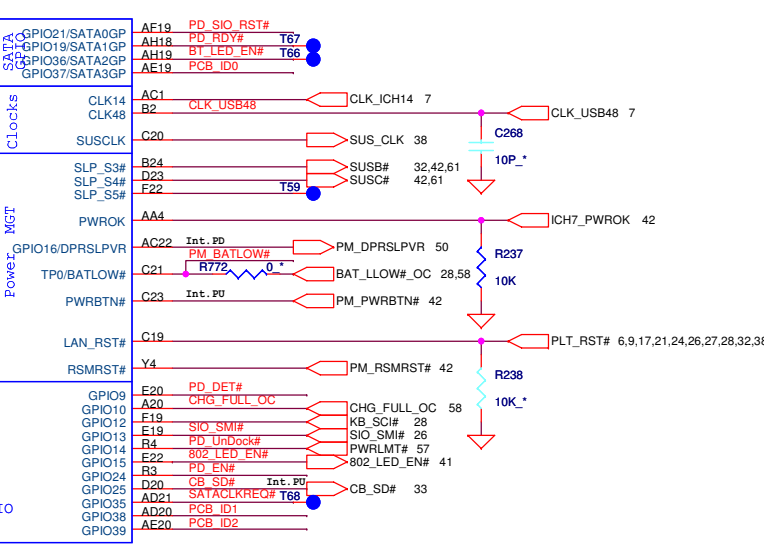 SATA
GPIO
GPIO21/SATA0GP AF19 PD_SIO_RST#
GPIO19/SATA1GP AH18 PD_RDY# T67
GPIO36/SATA2GP AH19 BT_LED_EN# T66
GPIO37/SATA3GP AE19 PCB_ID0
Clocks
CLK14 AC1 CLK_ICH14 7
CLK48 B2 CLK_USB48 CLK_USB48 7
C268
10P_*
SUSCLK C20 SUS_CLK 38
Power MGT
SLP_S3# B24 SUSB# 32,42,61
SLP_S4# D23 SUSC# 42,61
SLP_S5# F22 T59
PWROK AA4 ICH7_PWROK 42
GPIO16/DPRSLPVR AC22 Int.PD PM_DPRSLPVR 50
PM_BATLOW#
R237
10K
TP0/BATLOW# C21 R772 0_* BAT_LLOW#_OC 28,58
PWRBTN# C23 Int.PU PM_PWRBTN# 42
LAN_RST# C19 PLT_RST# 6,9,17,21,24,26,27,28,32,38
RSMRST# Y4 PM_RSMRST# 42
R238
10K_*
GPIO9 E20 PD_DET#
GPIO10 A20 CHG_FULL_OC CHG_FULL_OC 58
GPIO12 F19 KB_SCI# 28
GPIO13 E19 SIO_SMI# SIO_SMI# 26
GPIO14 R4 PD_UnDock# PWRLMT# 57
GPIO15 E22 802_LED_EN# 802_LED_EN# 41
GPIO24 R3 PD_EN#
GPIO25 D20 CB_SD# Int.PU CB_SD# 33
GPIO35 AD21 SATACLKREQ# T68
GPIO38 AD20 PCB_ID1
GPIO39 AE20 PCB_ID2
IO